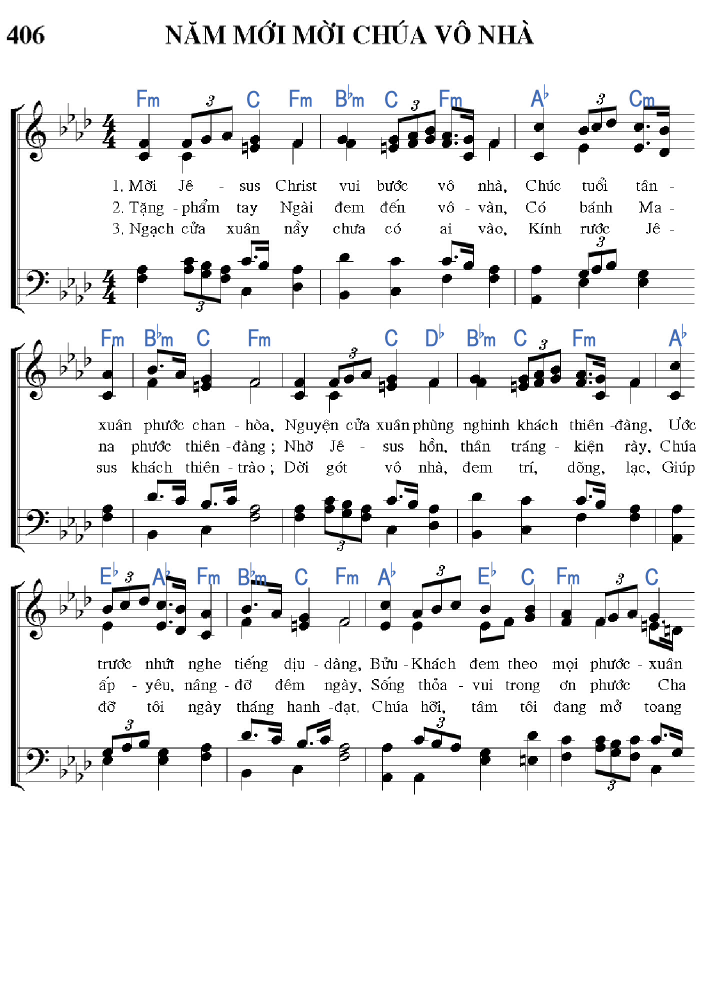 406 NĂM MỚI MỜI CHÚA VÔ NHÀ
Fm 3 C Fm B♭m C 3 Fm A♭ 3 Cm
4 4
1. Mời Jê - sus Christ vui bước vô nhà, Chúc tuổi tân -
2. Tặng - phẩm tay Ngài đem đến vô - vàn, Có bánh Ma -
3. Ngạch cửa xuân nầy chưa có ai vào, Kính rước Jê -
3 3
4 4
Fm B♭m C Fm 3 C D♭ B♭m C 3 Fm A♭
xuân phước chan - hòa, Nguyện cửa xuân phùng nghinh khách thiên - đàng, Ước
na phước thiên - đàng ; Nhờ Jê - sus hồn, thân tráng - kiện rày, Chúa
sus khách thiên - trào ; Dời gót vô nhà, đem trí, dõng, lạc, Giúp
3
E♭ 3 A♭ Fm B♭m C Fm A♭ 3 E♭ C Fm 3 C
trước nhứt nghe tiếng dịu - dàng, Bửu - Khách đem theo mọi phước - xuân
ấp - yêu, nâng - đỡ đêm ngày, Sống thỏa - vui trong ơn phước Cha
đỡ tôi ngày tháng hanh - đạt, Chúa hỡi, tâm tôi đang mở toang
3 3 3